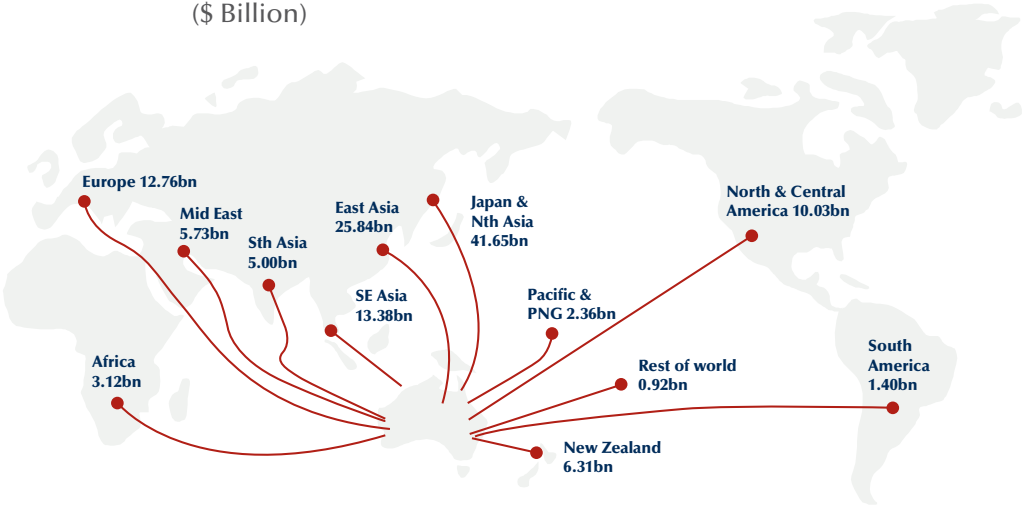 ($ Billion)
Europe 12.76bn
Mid East
5.73bn
Sth Asia
5.00bn
East Asia
25.84bn
Japan &
Nth Asia
41.65bn
North & Central
America 10.03bn
SE Asia
13.38bn
Pacific &
PNG 2.36bn
Africa
3.12bn
Rest of world
0.92bn
South
America
1.40bn
New Zealand
6.31bn